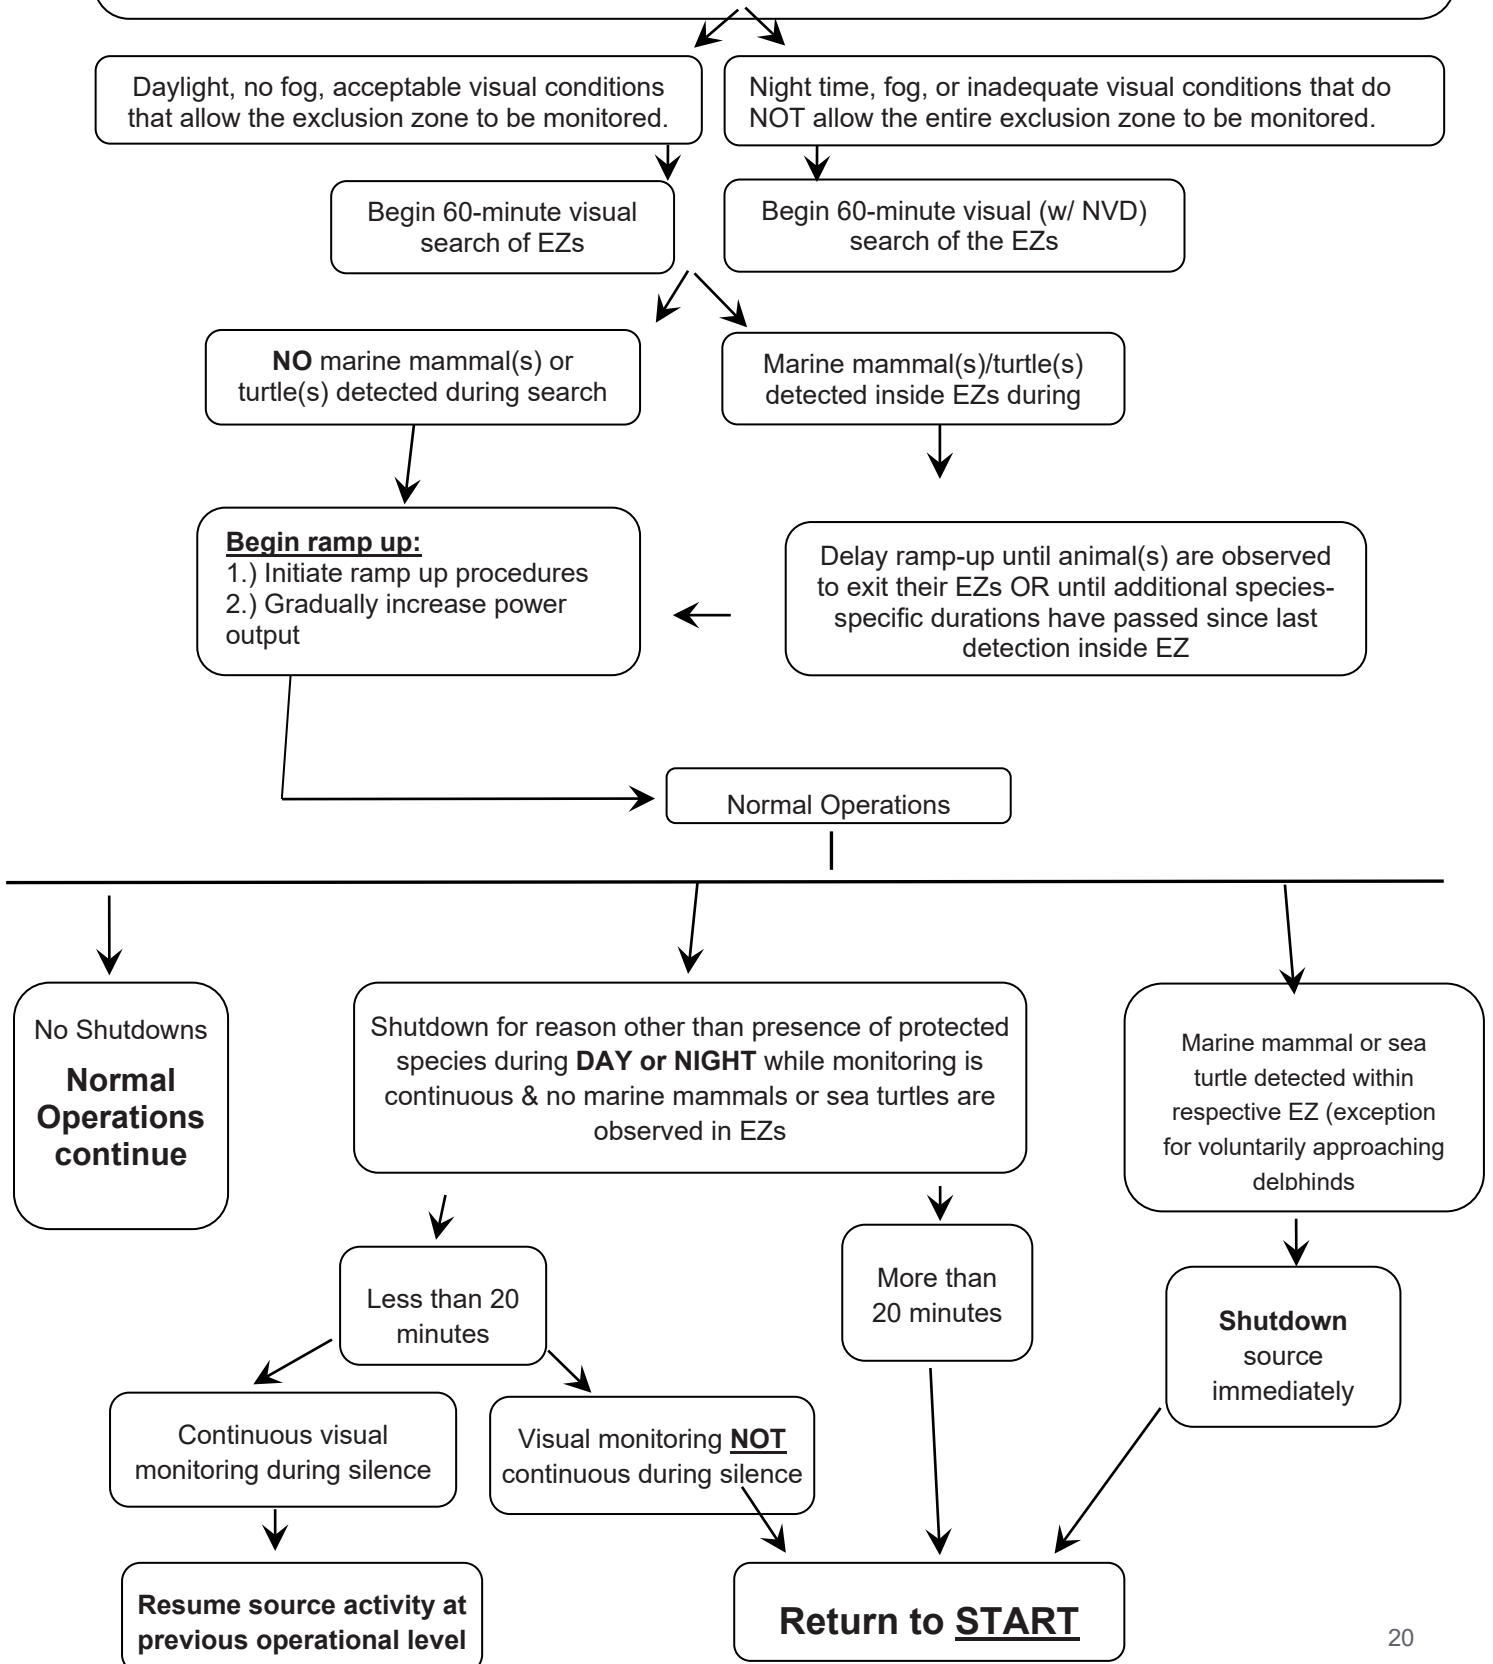 Daylight, no fog, acceptable visual conditions
that allow the exclusion zone to be monitored.
Night time, fog, or inadequate visual conditions that do
NOT allow the entire exclusion zone to be monitored.
Begin 60-minute visual
search of EZs
Begin 60-minute visual (w/ NVD)
search of the EZs
NO marine mammal(s) or
turtle(s) detected during search
Marine mammal(s)/turtle(s)
detected inside EZs during
Begin ramp up:
1.) Initiate ramp up procedures
2.) Gradually increase power
output
Delay ramp-up until animal(s) are observed
to exit their EZs OR until additional species-
specific durations have passed since last
detection inside EZ
Normal Operations
No Shutdowns
Normal
Operations
continue
Shutdown for reason other than presence of protected
species during DAY or NIGHT while monitoring is
continuous & no marine mammals or sea turtles are
observed in EZs
Marine mammal or sea
turtle detected within
respective EZ (exception
for voluntarily approaching
delphinds
Less than 20
minutes
More than
20 minutes
Shutdown
source
immediately
Continuous visual
monitoring during silence
Visual monitoring NOT
continuous during silence
Resume source activity at
previous operational level
Return to START
20